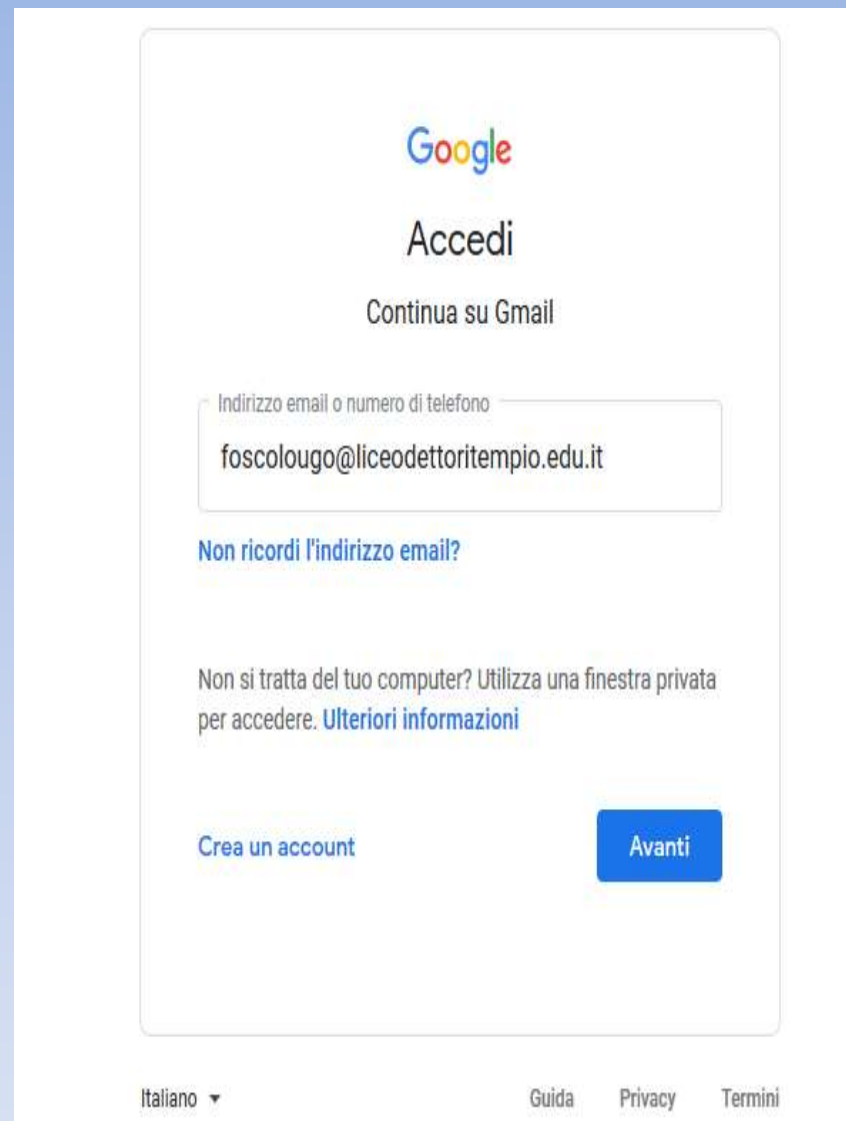 Google
Accedi
Continua su Gmail
Indirizzo email o numero di telefono
foscolougo@liceodettoritempio.edu.it
Non ricordi l'indirizzo email?
Non si tratta del tuo computer? Utilizza una finestra privata
per accedere. Ulteriori informazioni
Crea un account
Avanti
Italiano
Guida
Privacy
Termini